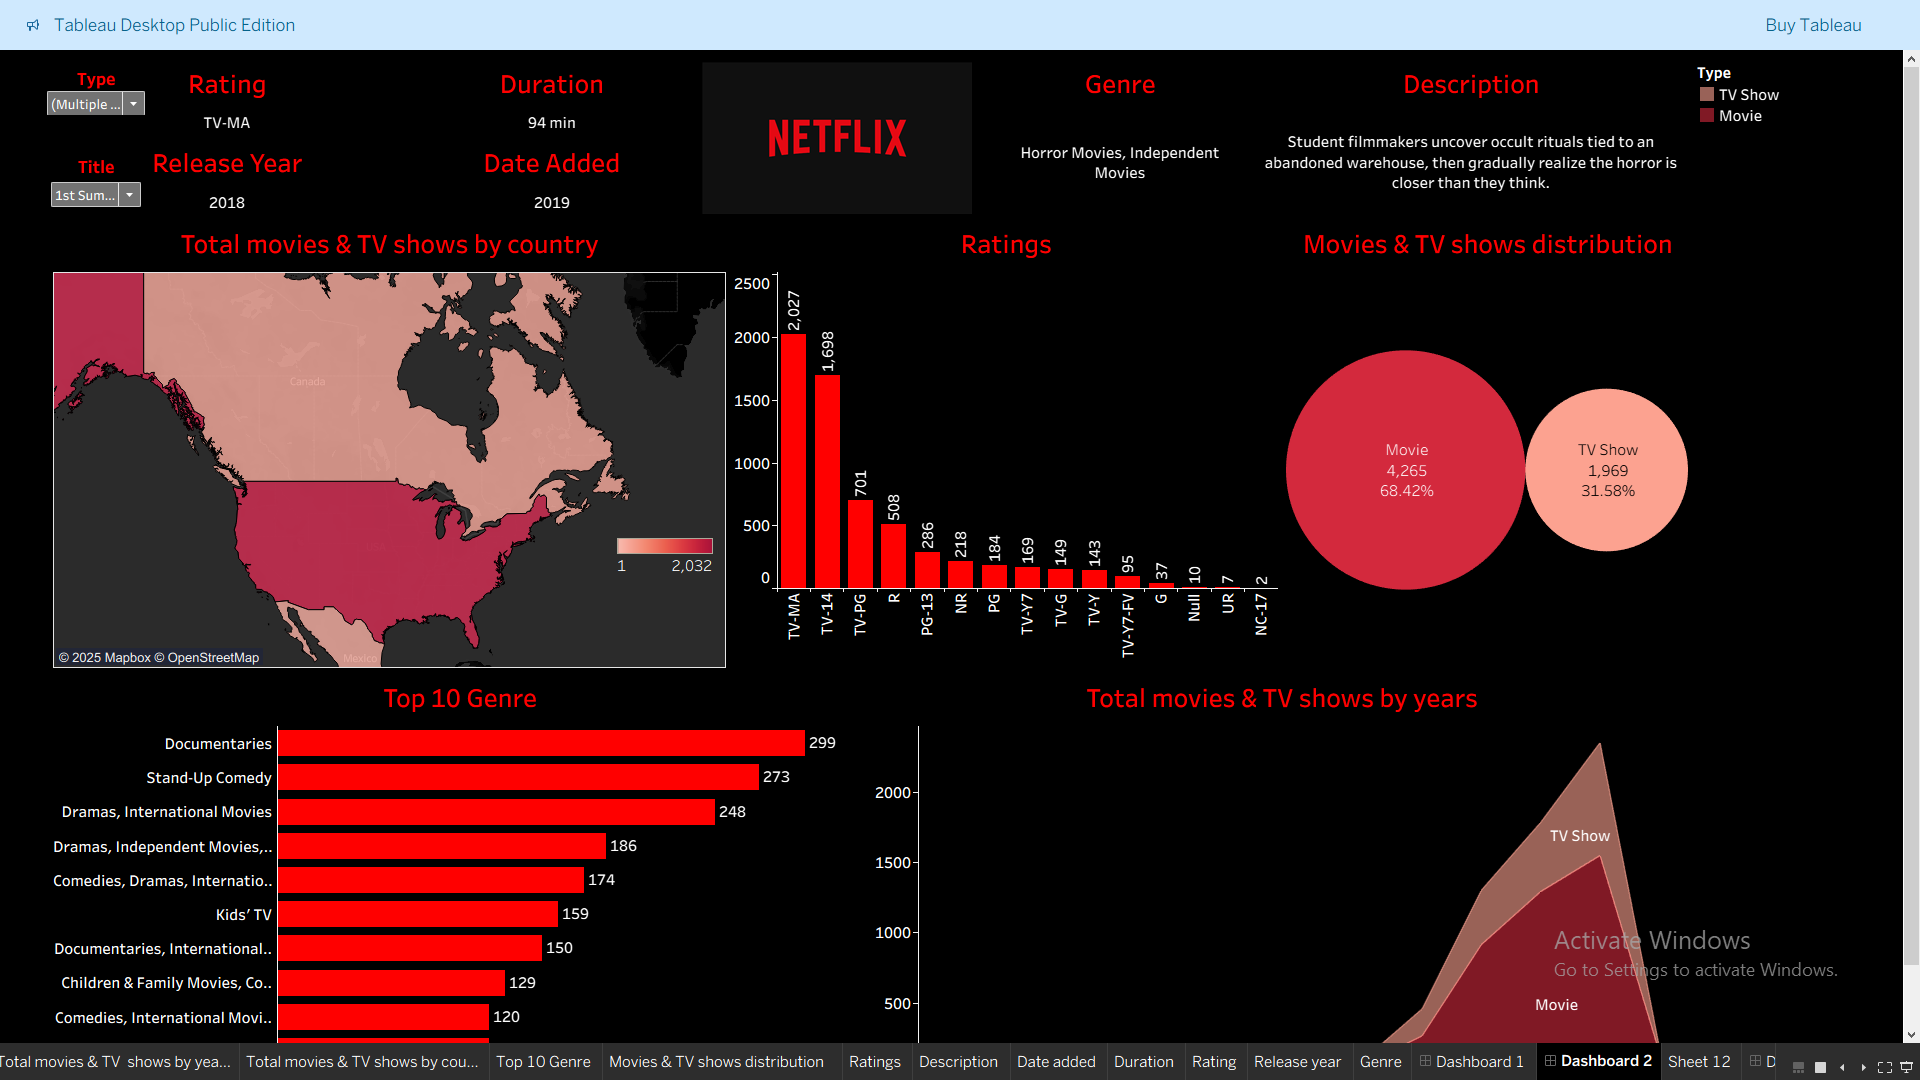 Tableau Desktop Public Edition
Buy Tableau
Type
(Multiple ...
Title
1st Sum...
Rating
TV-MA
Release Year
2018
Duration
94 min
Date Added
2019
NETFLIX
Genre
Horror Movies, Independent
Movies
Description
Student filmmakers uncover occult rituals tied to an
abandoned warehouse, then gradually realize the horror is
closer than they think.
Type
TV Show
Movie
Total movies & TV shows by country
Canada
Mexico
1
2,032
© 2025 Mapbox © OpenStreetMap
Ratings
2500
2000
1500
1000
500
0
2,027
1,698
701
508
286
218
184
169
149
143
95
37
10
7
2
TV-MA
TV-14
TV-PG
R
PG-13
NR
PG
TV-Y7
TV-G
TV-Y
TV-Y7-FV
G
Null
UR
NC-17
Movies & TV shows distribution
Movie
4,265
68.42%
TV Show
1,969
31.58%
Top 10 Genre
Documentaries 299
Stand-Up Comedy 273
Dramas, International Movies 248
Dramas, Independent Movies,.. 186
Comedies, Dramas, Internatio.. 174
Kids' TV 159
Documentaries, International.. 150
Children & Family Movies, Co.. 129
Comedies, International Movi.. 120
Total movies & TV shows by years
2000
1500
1000
500
TV Show
Movie
Activate Windows
Go to Settings to activate Windows.
Total movies & TV shows by yea...
Total movies & TV shows by cou...
Top 10 Genre
Movies & TV shows distribution
Ratings
Description
Date added
Duration
Rating
Release year
Genre
Dashboard 1
Dashboard 2
Sheet 12
D